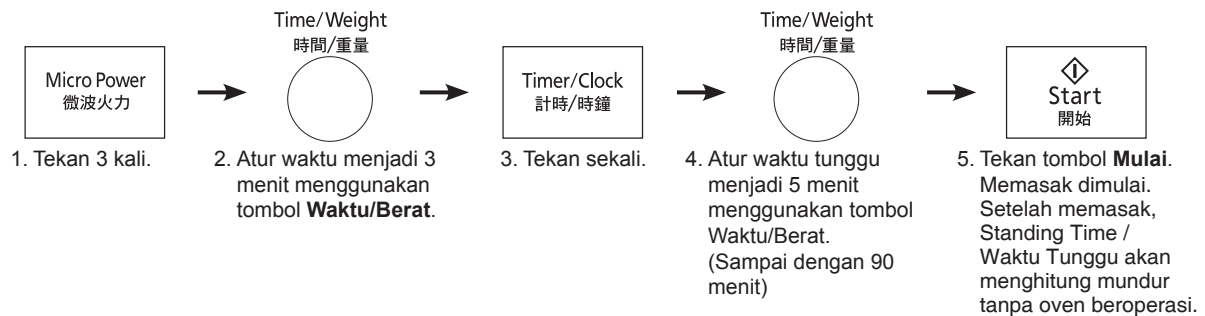 Time/Weight
時間/重量
Time/Weight
時間/重量
Micro Power
微波火力
Timer/Clock
計時/時鐘
Start
開始
1. Tekan 3 kali.
2. Atur waktu menjadi 3
menit menggunakan
tombol Waktu/Berat.
3. Tekan sekali.
4. Atur waktu tunggu
menjadi 5 menit
menggunakan tombol
Waktu/Berat.
(Sampai dengan 90
menit)
5. Tekan tombol Mulai.
Memasak dimulai.
Setelah memasak,
Standing Time /
Waktu Tunggu akan
menghitung mundur
tanpa oven beroperasi.